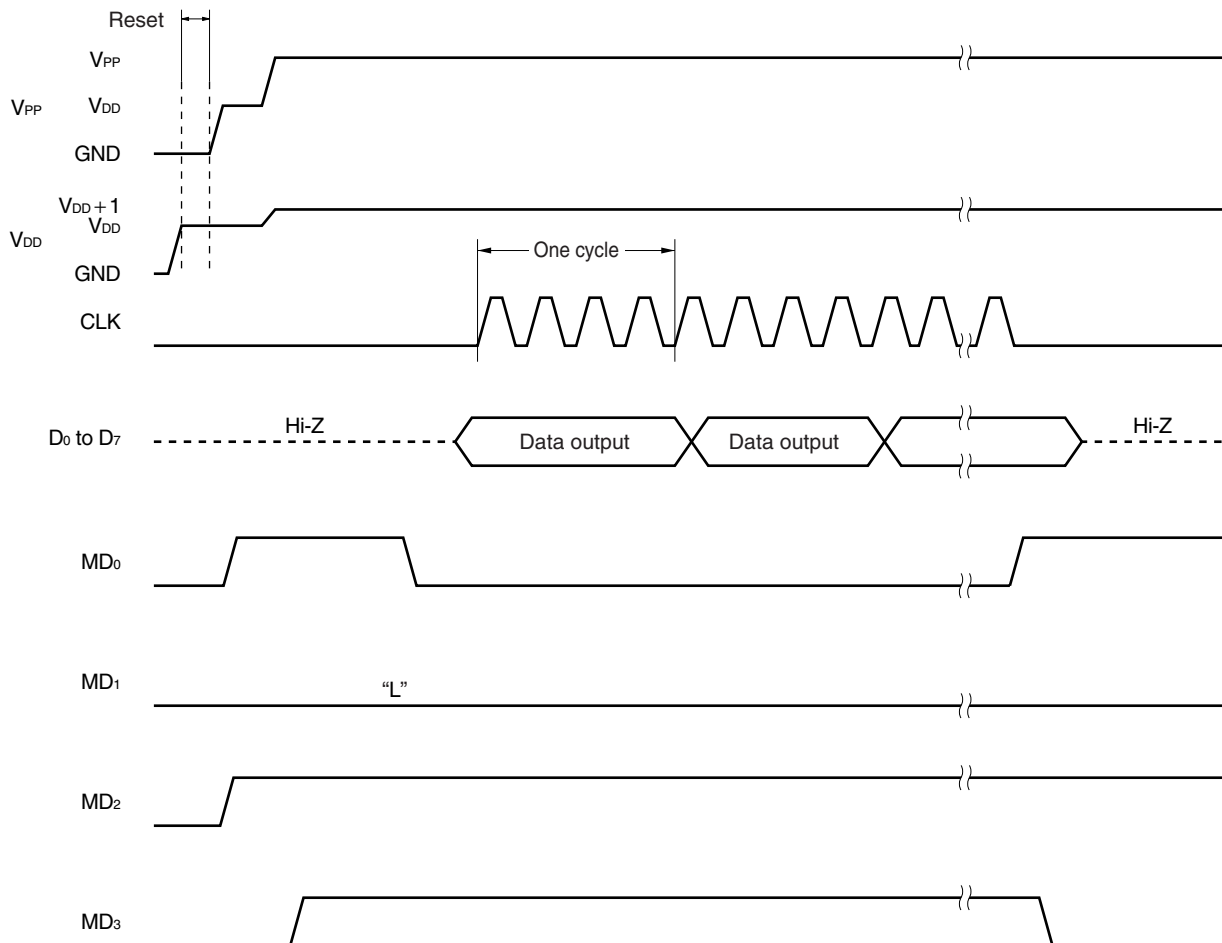 Reset
VPP
VPP VDD
GND
VDD + 1
VDD VDD
GND
One cycle
CLK
D0 to D7 Hi-Z Data output Data output Hi-Z
MD0
MD1 “L”
MD2
MD3